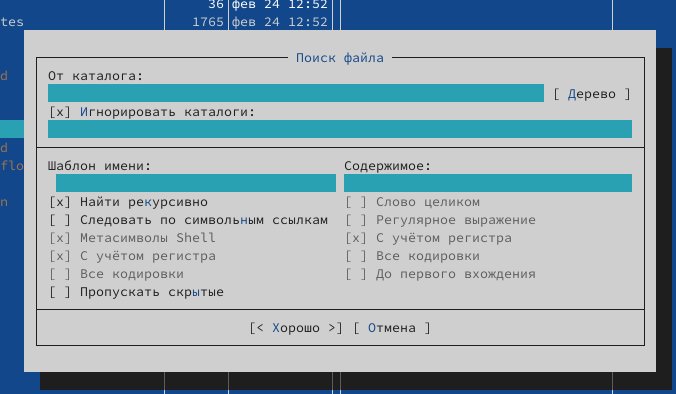 36 фев 24 12:52
tes 1765 фев 24 12:52
Поиск файла
d От каталога:
[ Дерево ]
[x] Игнорировать каталоги:
d
flo Шаблон имени: Содержимое:
n [x] Найти рекурсивно [ ] Слово целиком
[ ] Следовать по символьным ссылкам [ ] Регулярное выражение
[x] Метасимволы Shell [x] С учётом регистра
[x] С учётом регистра [ ] Все кодировки
[ ] Все кодировки [ ] До первого вхождения
[ ] Пропускать скрытые
[< Хорошо >] [ Отмена ]